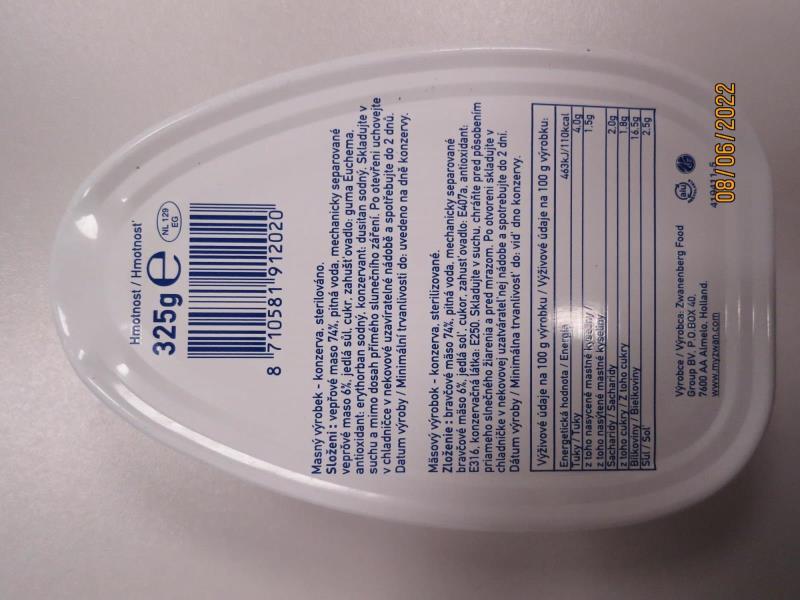 Hmotnost / Hmotnosť
325g e
NL 129
EG
8 710581 912020
Masný výrobek - konzerva, sterilováno.
Složení : vepřové maso 74%, pitná voda, mechanicky separované
vepřové maso 6%, jedlá sůl, cukr, zahušťovadlo: guma Euchema,
antioxidant: erythorban sodný, konzervant: dusitan sodný. Skladujte v
suchu a mimo dosah přímého slunečního záření. Po otevření uchovejte
v chladničce v nekovové uzavíratelné nádobě a spotřebujte do 2 dnů.
Datum výroby / Minimální trvanlivosti do: uvedeno na dně konzervy.
Mäsový výrobok - konzerva, sterilizované.
Zloženie : bravčové mäso 74%, pitná voda, mechanicky separované
bravčové mäso 6%, jedlá soľ, cukor, zahusťovadlo: E407a, antioxidant:
E316, konzervačná látka: E250. Skladujte v suchu, chráňte pred pôsobením
priameho slnečného žiarenia a pred mrazom. Po otvorení skladujte v
chladničke v nekovovej uzatvárateľnej nádobe a spotrebujte do 2 dní.
Dátum výroby / Minimálna trvanlivosť do: viď dno konzervy.
Výživové údaje na 100 g výrobku / Výživové údaje na 100 g výrobku:
Energetická hodnota / Energia 463kJ/110kcal
Tuky / Tuky 4.0g
z toho nasycené mastné kyseliny / 1.5g
z toho nasýtené mastné kyseliny
Sacharidy / Sacharidy 2.0g
z toho cukry / Z toho cukry 1.8g
Bílkoviny / Bielkoviny 16.5g
Sůl / Soľ 2.5g
Výrobce / Výrobca: Zwanenberg Food
Group BV, P.O.BOX 40,
7600 AA Almelo, Holland.
www.myzwan.com
alu
419411-5
08/06/2022